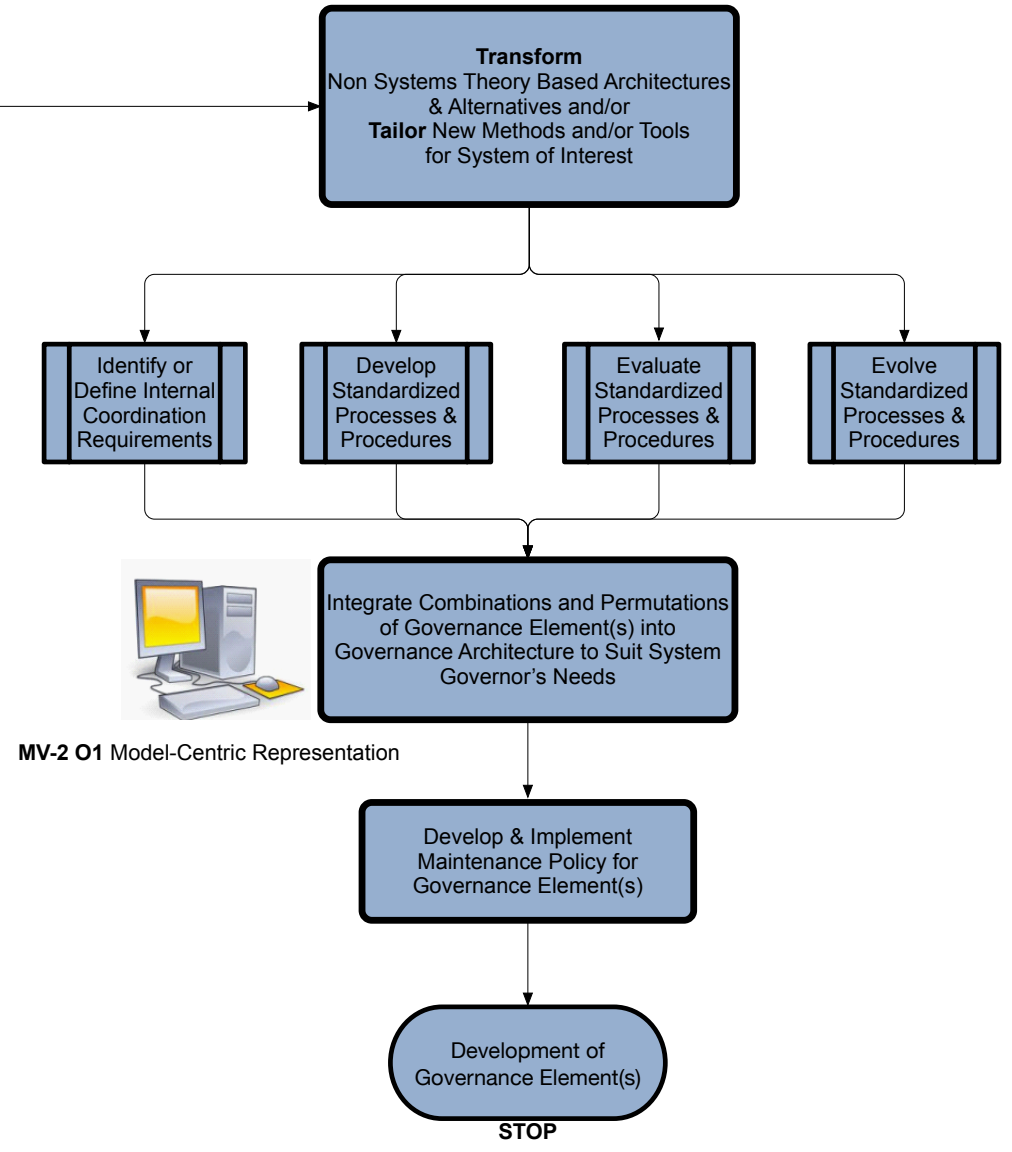 Transform
Non Systems Theory Based Architectures
& Alternatives and/or
Tailor New Methods and/or Tools
for System of Interest
Identify or
Define Internal
Coordination
Requirements
Develop
Standardized
Processes &
Procedures
Evaluate
Standardized
Processes &
Procedures
Evolve
Standardized
Processes &
Procedures
Integrate Combinations and Permutations
of Governance Element(s) into
Governance Architecture to Suit System
Governor’s Needs
MV-2 O1 Model-Centric Representation
Develop & Implement
Maintenance Policy for
Governance Element(s)
Development of
Governance Element(s)
STOP